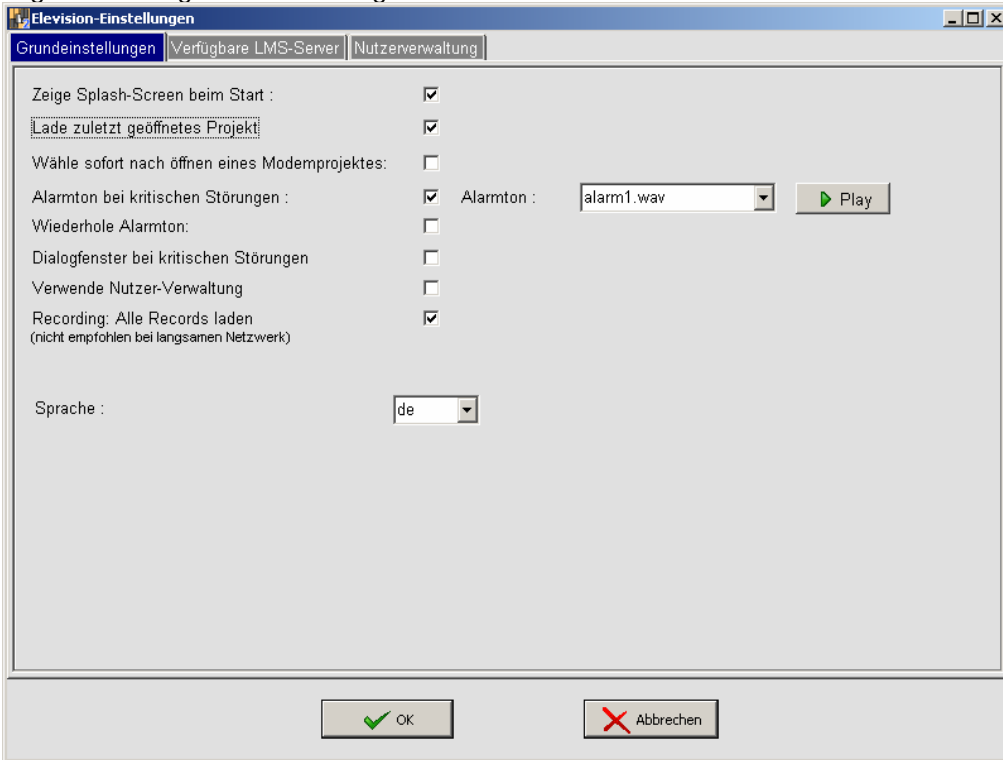 Elevision-Einstellungen
Grundeinstellungen Verfügbare LMS-Server Nutzerverwaltung
Zeige Splash-Screen beim Start :
Lade zuletzt geöffnetes Projekt
Wähle sofort nach öffnen eines Modemprojektes:
Alarmton bei kritischen Störungen : Alarmton : alarm1.wav Play
Wiederhole Alarmton:
Dialogfenster bei kritischen Störungen
Verwende Nutzer-Verwaltung
Recording: Alle Records laden
(nicht empfohlen bei langsamen Netzwerk)
Sprache : de
OK Abbrechen